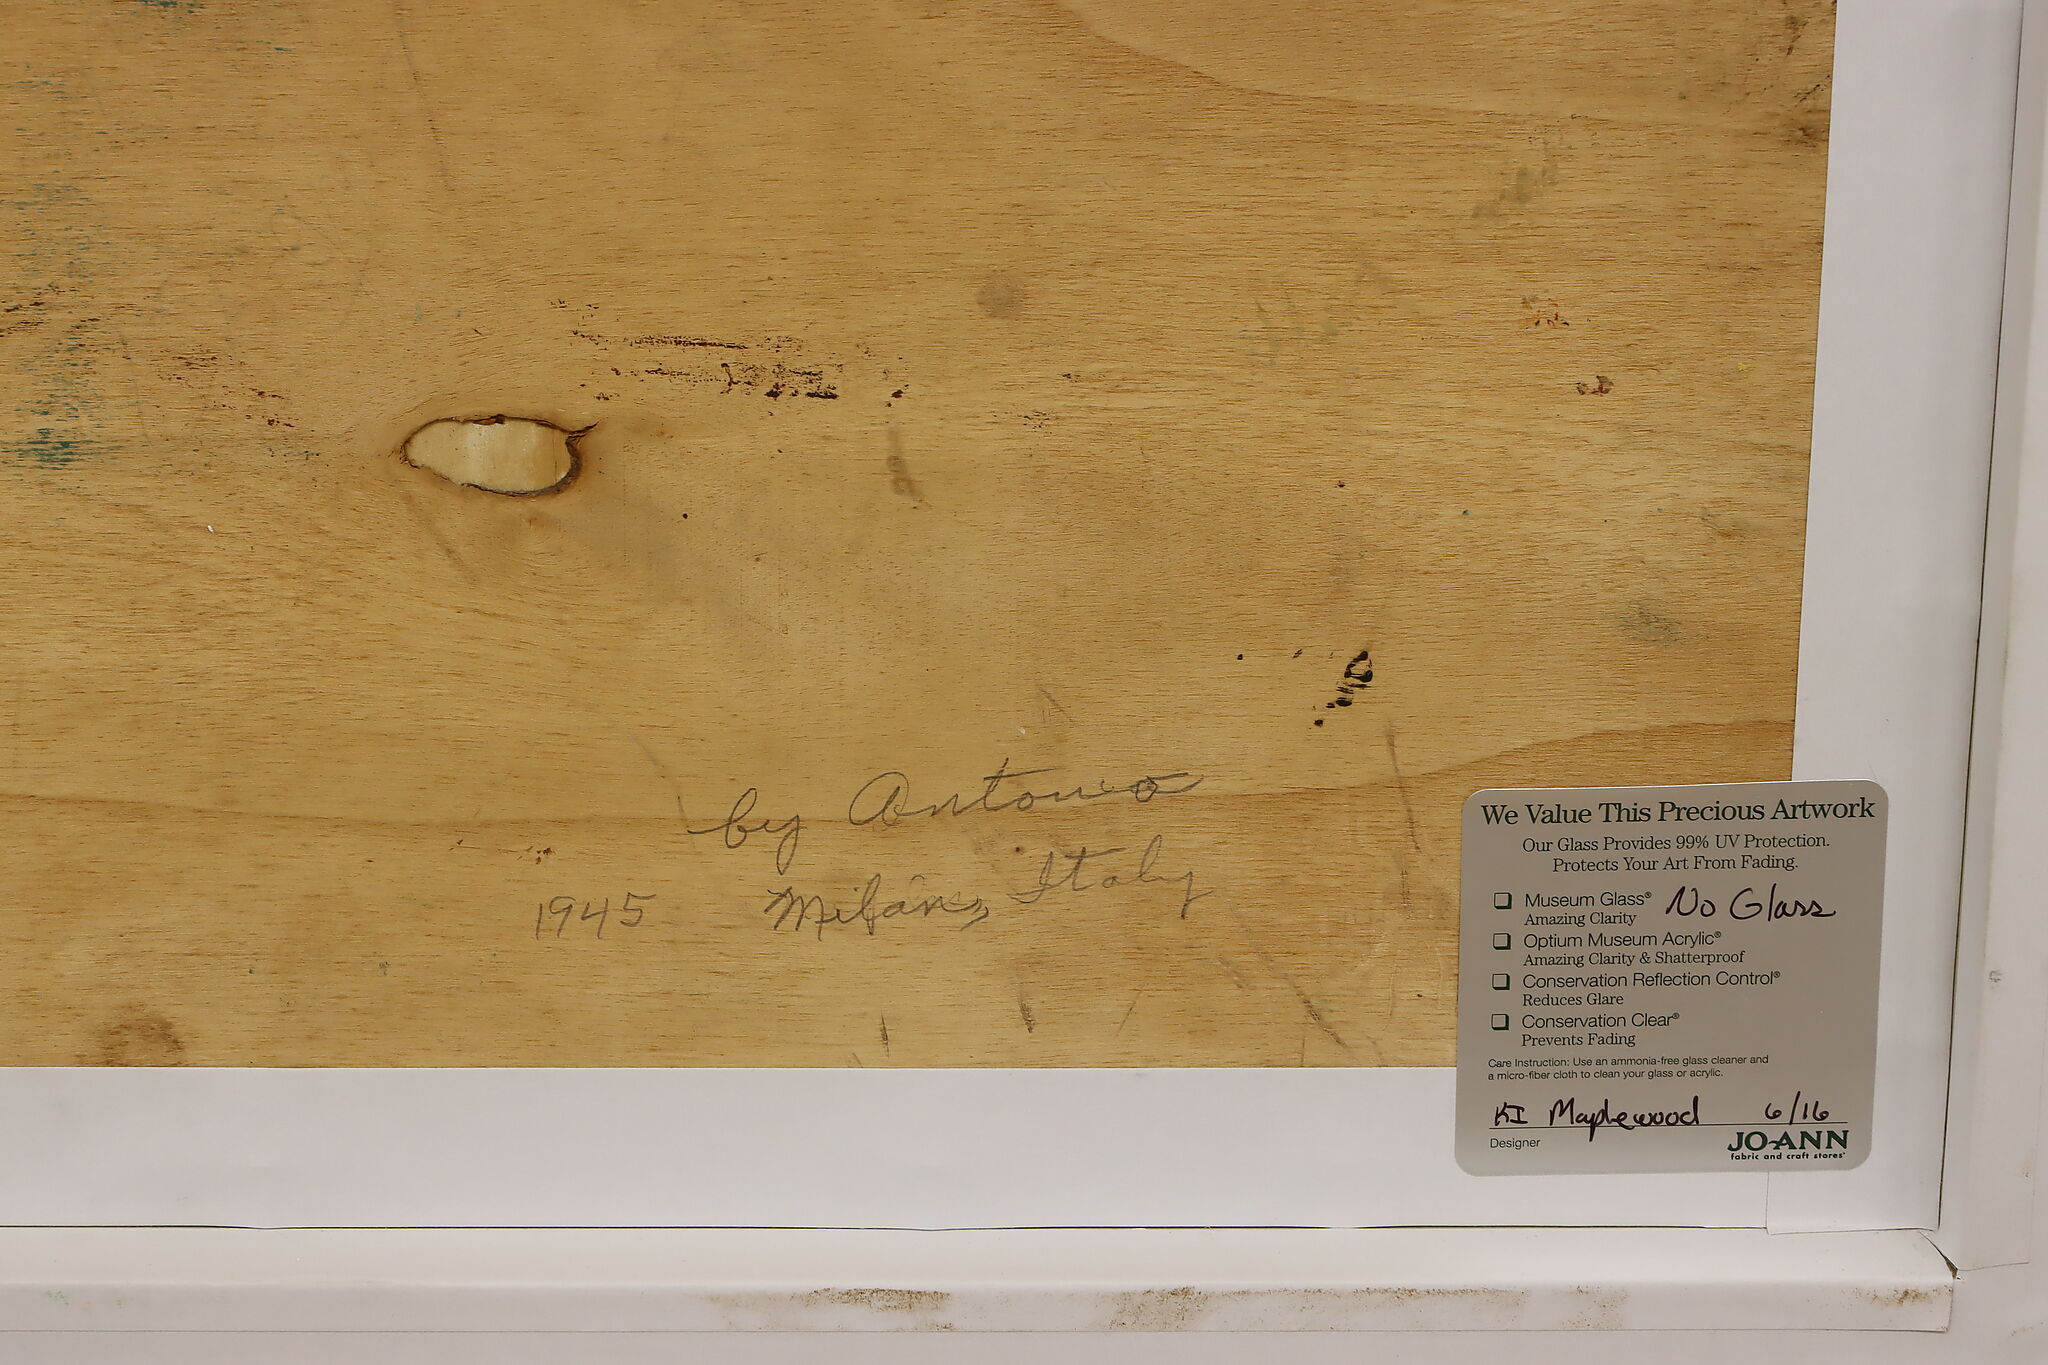 by Antonio
1945 Milano, Italy
We Value This Precious Artwork
Our Glass Provides 99% UV Protection.
Protects Your Art From Fading.
Museum Glass® No Glass
Amazing Clarity
Optium Museum Acrylic®
Amazing Clarity & Shatterproof
Conservation Reflection Control®
Reduces Glare
Conservation Clear®
Prevents Fading
Care Instruction: Use an ammonia-free glass cleaner and
a micro-fiber cloth to clean your glass or acrylic.
KI Maplewood 6/16
Designer
JO-ANN
fabric and craft stores®